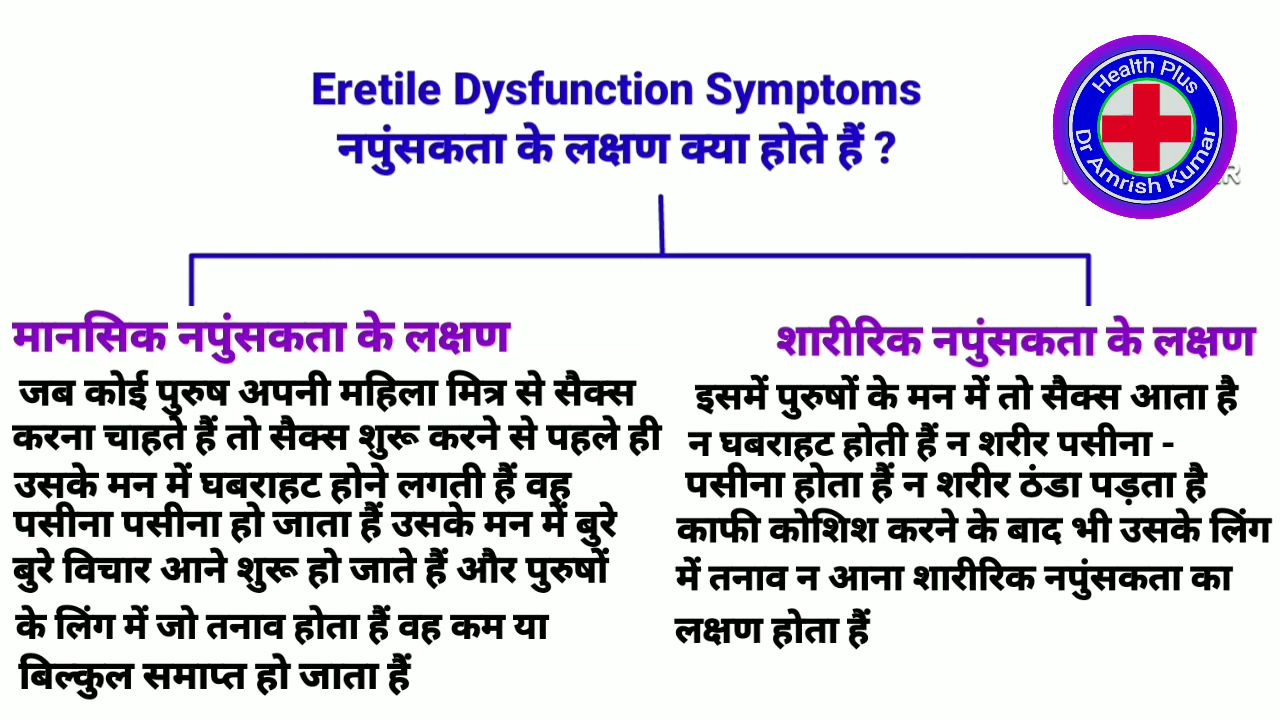 Eretile Dysfunction Symptoms
नपुंसकता के लक्षण क्या होते हैं ?
Health Plus
Dr Amrish Kumar
मानसिक नपुंसकता के लक्षण
जब कोई पुरुष अपनी महिला मित्र से सैक्स
करना चाहते हैं तो सैक्स शुरू करने से पहले ही
उसके मन में घबराहट होने लगती हैं वह
पसीना पसीना हो जाता हैं उसके मन में बुरे
बुरे विचार आने शुरू हो जाते हैं और पुरुषों
के लिंग में जो तनाव होता हैं वह कम या
बिल्कुल समाप्त हो जाता हैं
शारीरिक नपुंसकता के लक्षण
इसमें पुरुषों के मन में तो सैक्स आता है
न घबराहट होती हैं न शरीर पसीना -
पसीना होता हैं न शरीर ठंडा पड़ता है
काफी कोशिश करने के बाद भी उसके लिंग
में तनाव न आना शारीरिक नपुंसकता का
लक्षण होता हैं